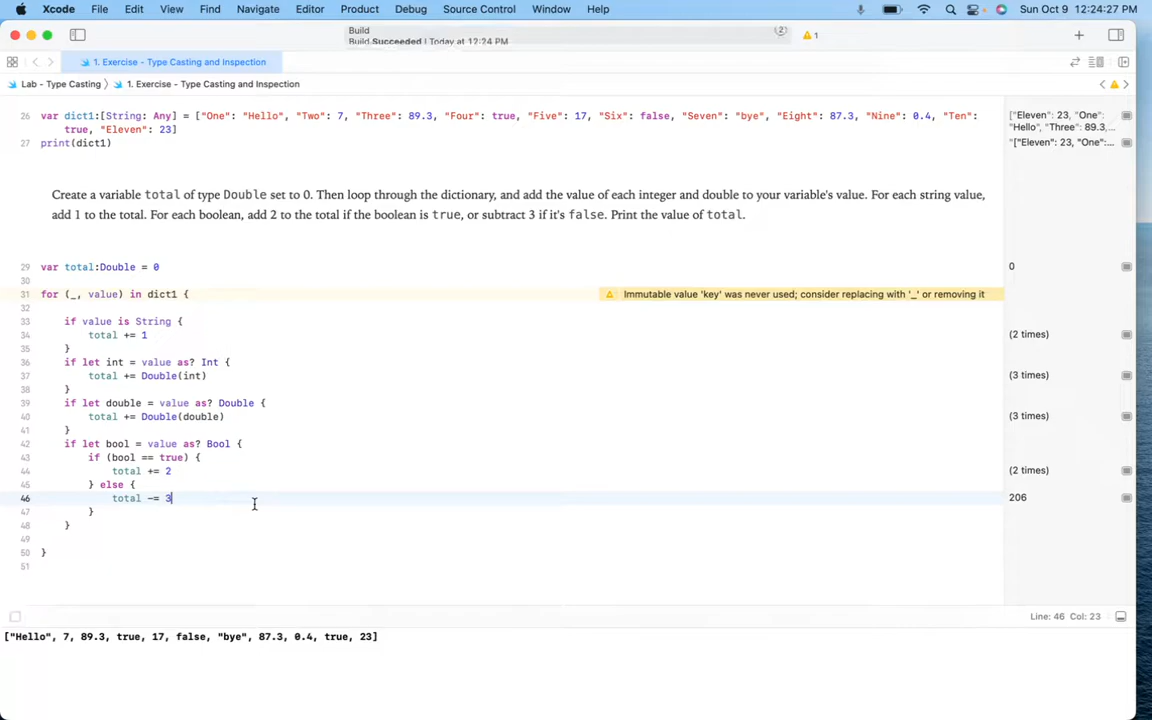 Xcode File Edit View Navigate Editor Product Debug Source Control Window Help Sun Oct 9 12:24:27 PM
Build
Build Succeeded | Today at 12:24 PM
2
1
1. Exercise - Type Casting and Inspection
Lab - Type Casting 〉 1. Exercise - Type Casting and Inspection
26 var dict1:[String: Any] = ["One": "Hello", "Two": 7, "Three": 89.3, "Four": true, "Five": 17, "Six": false, "Seven": "bye", "Eight": 87.3, "Nine": 0.4, "Ten": ["Eleven": 23, "One":
true, "Eleven": 23] "Hello", "Three": 89.3,...
27 print(dict1) "["Eleven": 23, "One":...
Create a variable total of type Double set to 0. Then loop through the dictionary, and add the value of each integer and double to your variable's value. For each string value,
add 1 to the total. For each boolean, add 2 to the total if the boolean is true, or subtract 3 if it's false. Print the value of total.
29 var total:Double = 0 0
30
31 for (_, value) in dict1 { Immutable value 'key' was never used; consider replacing with '_' or removing it
32
33 if value is String {
34 total += 1 (2 times)
35 }
36 if let int = value as? Int {
37 total += Double(int) (3 times)
38 }
39 if let double = value as? Double {
40 total += Double(double) (3 times)
41 }
42 if let bool = value as? Bool {
43 if (bool == true) {
44 total += 2 (2 times)
45 } else {
46 total -= 3 206
47 }
48 }
49
50 }
51
Line: 46 Col: 23
["Hello", 7, 89.3, true, 17, false, "bye", 87.3, 0.4, true, 23]